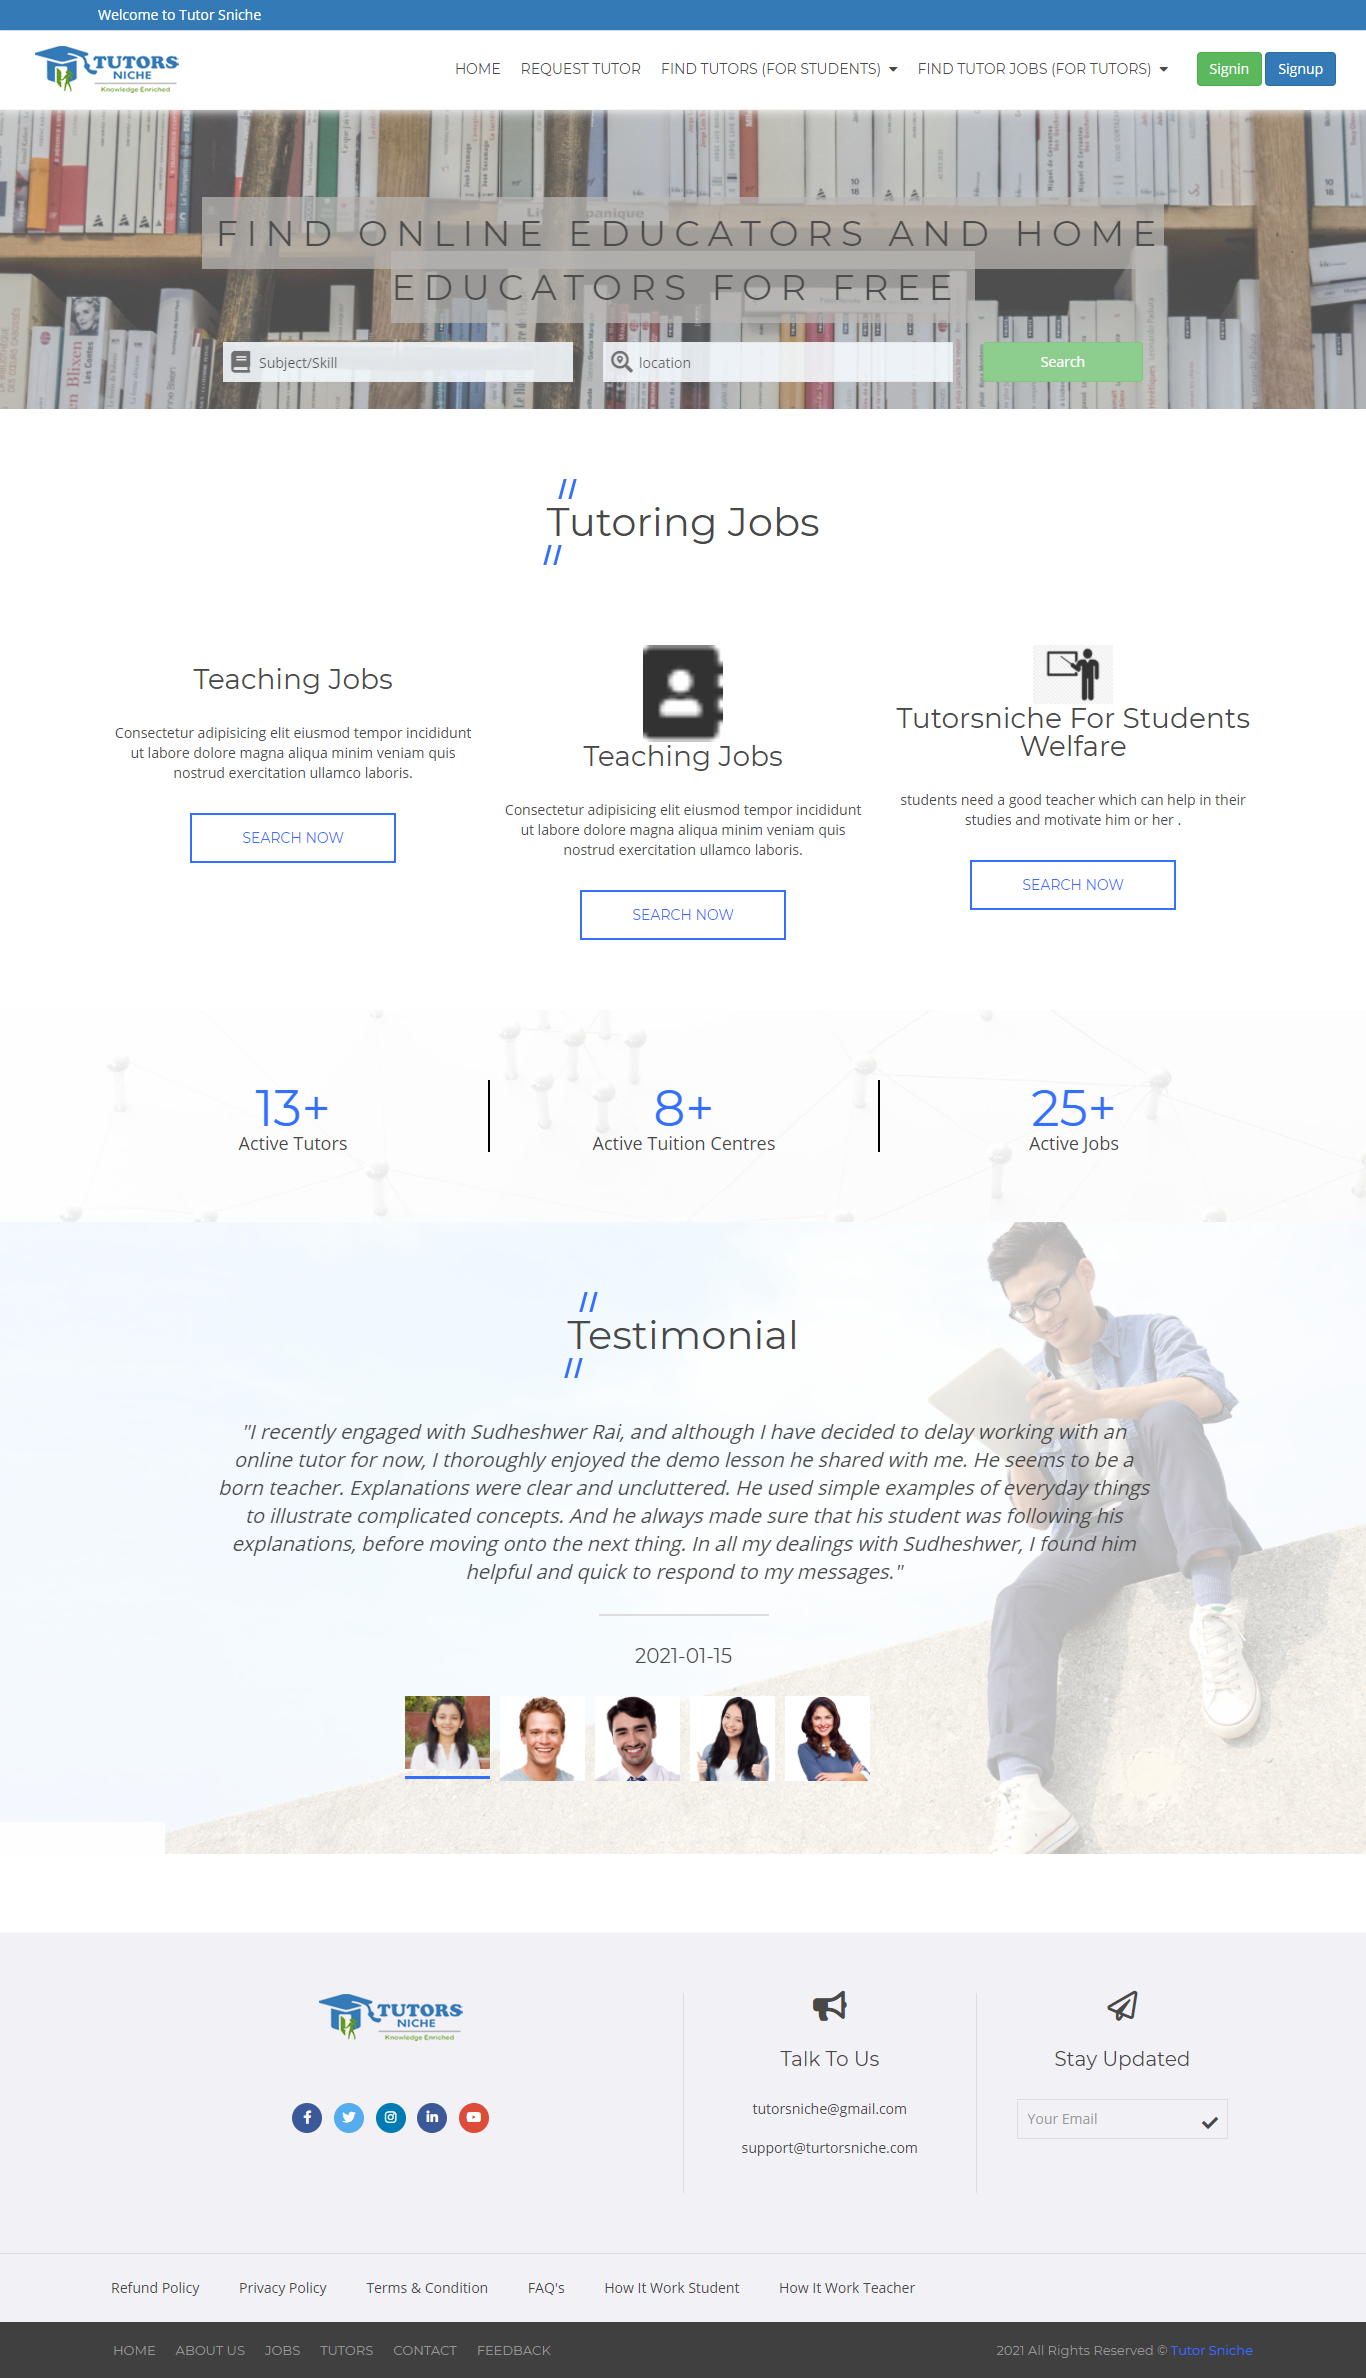 Welcome to Tutor Sniche
TUTORS
NICHE
Knowledge Enriched
HOME REQUEST TUTOR FIND TUTORS (FOR STUDENTS) FIND TUTOR JOBS (FOR TUTORS) Signin Signup
FIND ONLINE EDUCATORS AND HOME
EDUCATORS FOR FREE
Subject/Skill location Search
// Tutoring Jobs //
Teaching Jobs
Consectetur adipisicing elit eiusmod tempor incididunt
ut labore dolore magna aliqua minim veniam quis
nostrud exercitation ullamco laboris.
SEARCH NOW
Teaching Jobs
Consectetur adipisicing elit eiusmod tempor incididunt
ut labore dolore magna aliqua minim veniam quis
nostrud exercitation ullamco laboris.
SEARCH NOW
Tutorsniche For Students
Welfare
students need a good teacher which can help in their
studies and motivate him or her .
SEARCH NOW
13+
Active Tutors
8+
Active Tuition Centres
25+
Active Jobs
// Testimonial //
"I recently engaged with Sudheshwer Rai, and although I have decided to delay working with an
online tutor for now, I thoroughly enjoyed the demo lesson he shared with me. He seems to be a
born teacher. Explanations were clear and uncluttered. He used simple examples of everyday things
to illustrate complicated concepts. And he always made sure that his student was following his
explanations, before moving onto the next thing. In all my dealings with Sudheshwer, I found him
helpful and quick to respond to my messages."
2021-01-15
TUTORS
NICHE
Knowledge Enriched
Talk To Us
tutorsniche@gmail.com
support@turtorsniche.com
Stay Updated
Your Email
Refund Policy Privacy Policy Terms & Condition FAQ's How It Work Student How It Work Teacher
HOME ABOUT US JOBS TUTORS CONTACT FEEDBACK 2021 All Rights Reserved © Tutor Sniche